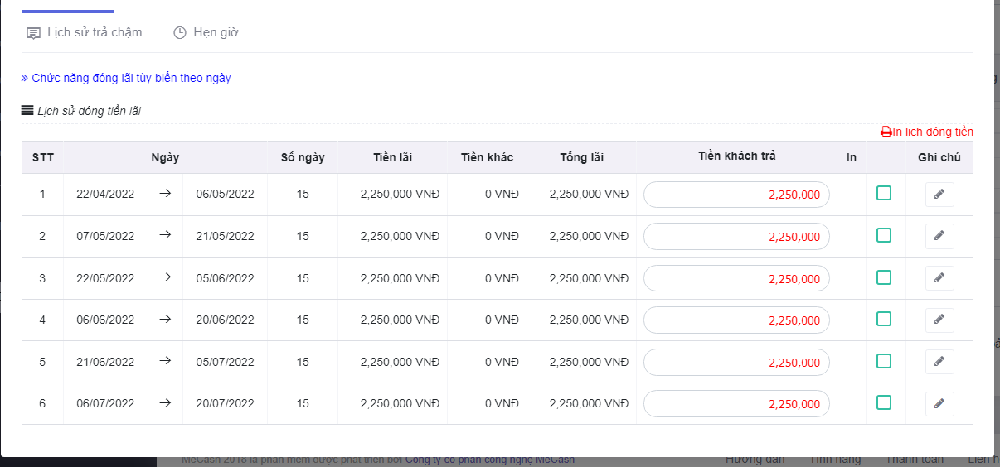 Lịch sử trả chậm Hẹn giờ
» Chức năng đóng lãi tùy biến theo ngày
Lịch sử đóng tiền lãi
In lịch đóng tiền
STT Ngày Số ngày Tiền lãi Tiền khác Tổng lãi Tiền khách trả In Ghi chú
1 22/04/2022 → 06/05/2022 15 2,250,000 VNĐ 0 VNĐ 2,250,000 VNĐ 2,250,000
2 07/05/2022 → 21/05/2022 15 2,250,000 VNĐ 0 VNĐ 2,250,000 VNĐ 2,250,000
3 22/05/2022 → 05/06/2022 15 2,250,000 VNĐ 0 VNĐ 2,250,000 VNĐ 2,250,000
4 06/06/2022 → 20/06/2022 15 2,250,000 VNĐ 0 VNĐ 2,250,000 VNĐ 2,250,000
5 21/06/2022 → 05/07/2022 15 2,250,000 VNĐ 0 VNĐ 2,250,000 VNĐ 2,250,000
6 06/07/2022 → 20/07/2022 15 2,250,000 VNĐ 0 VNĐ 2,250,000 VNĐ 2,250,000
MeCash 2018 là phần mềm được phát triển bởi Công ty cổ phần công nghệ MeCash Hướng dẫn Tính năng Thanh toán Liên